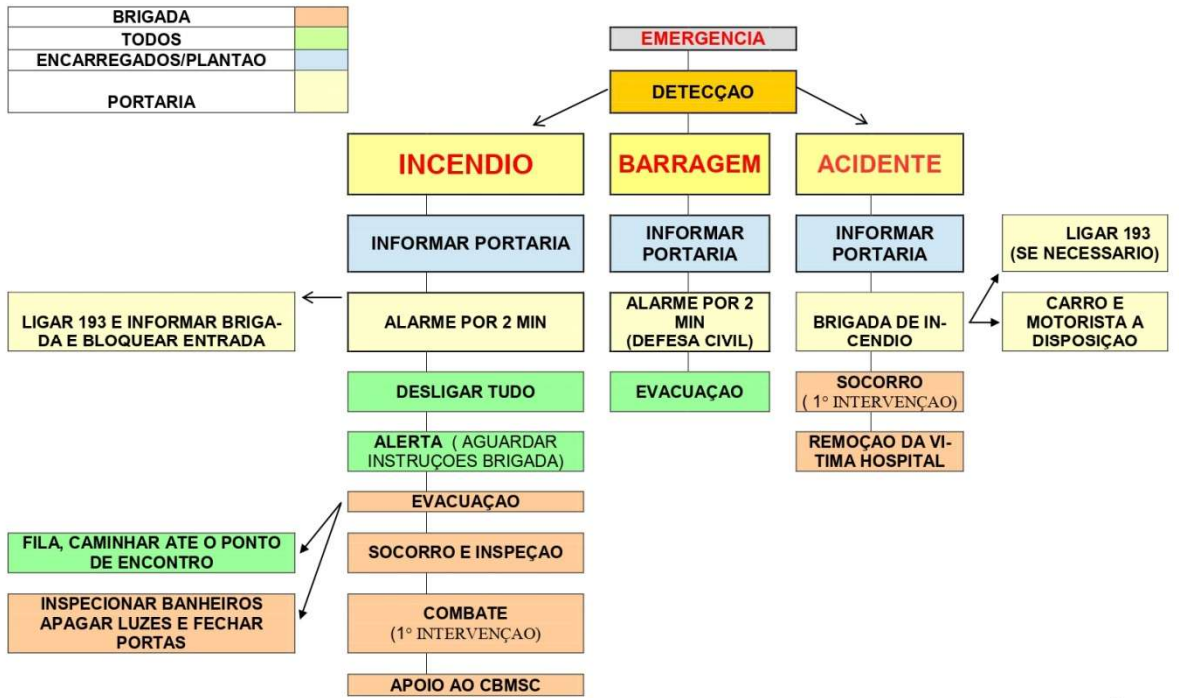 BRIGADA
TODOS
ENCARREGADOS/PLANTAO
PORTARIA
EMERGENCIA
DETECÇAO
INCENDIO
BARRAGEM
ACIDENTE
INFORMAR PORTARIA
INFORMAR
PORTARIA
INFORMAR
PORTARIA
LIGAR 193
(SE NECESSARIO)
LIGAR 193 E INFORMAR BRIGA-
DA E BLOQUEAR ENTRADA
ALARME POR 2 MIN
ALARME POR 2
MIN
(DEFESA CIVIL)
BRIGADA DE IN-
CENDIO
CARRO E
MOTORISTA A
DISPOSIÇAO
DESLIGAR TUDO
EVACUAÇAO
SOCORRO
( 1° INTERVENÇAO)
ALERTA ( AGUARDAR
INSTRUÇOES BRIGADA)
REMOÇAO DA VI-
TIMA HOSPITAL
EVACUAÇAO
FILA, CAMINHAR ATE O PONTO
DE ENCONTRO
SOCORRO E INSPEÇAO
INSPECIONAR BANHEIROS
APAGAR LUZES E FECHAR
PORTAS
COMBATE
(1° INTERVENÇAO)
APOIO AO CBMSC